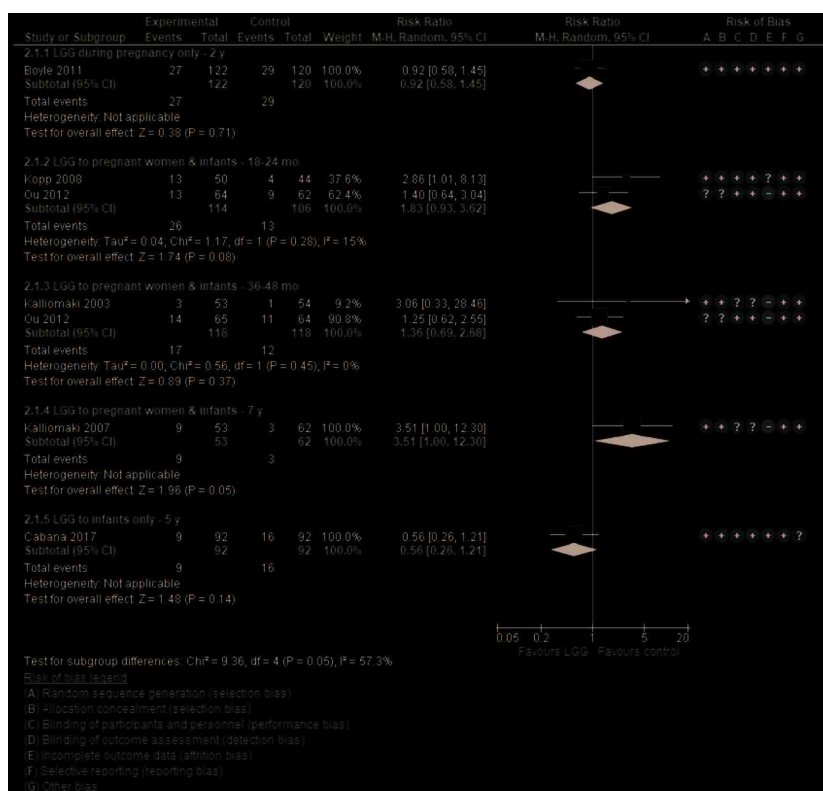 Experimental Control Risk Ratio Risk Ratio Risk of Bias
Study or Subgroup Events Total Events Total Weight M-H, Random, 95% CI M-H, Random, 95% CI A B C D E F G
2.1.1 LGG during pregnancy only - 2 y
Boyle 2011 27 122 29 120 100.0% 0.92 [0.58, 1.45] + + + + + + +
Subtotal (95% CI) 122 120 100.0% 0.92 [0.58, 1.45]
Total events 27 29
Heterogeneity: Not applicable
Test for overall effect: Z = 0.38 (P = 0.71)
2.1.2 LGG to pregnant women & infants - 18-24 mo
Kopp 2008 13 50 4 44 37.6% 2.86 [1.01, 8.13] + + + + ? + +
Ou 2012 13 64 9 62 62.4% 1.40 [0.64, 3.04] ? ? + + − + +
Subtotal (95% CI) 114 106 100.0% 1.83 [0.93, 3.62]
Total events 26 13
Heterogeneity: Tau² = 0.04; Chi² = 1.17, df = 1 (P = 0.28); I² = 15%
Test for overall effect: Z = 1.74 (P = 0.08)
2.1.3 LGG to pregnant women & infants - 36-48 mo
Kalliomaki 2003 3 53 1 54 9.2% 3.06 [0.33, 28.46] + + ? ? − + +
Ou 2012 14 65 11 64 90.8% 1.25 [0.62, 2.55] ? ? + + − + +
Subtotal (95% CI) 118 118 100.0% 1.36 [0.69, 2.68]
Total events 17 12
Heterogeneity: Tau² = 0.00; Chi² = 0.56, df = 1 (P = 0.45); I² = 0%
Test for overall effect: Z = 0.89 (P = 0.37)
2.1.4 LGG to pregnant women & infants - 7 y
Kalliomaki 2007 9 53 3 62 100.0% 3.51 [1.00, 12.30] + + ? ? − + +
Subtotal (95% CI) 53 62 100.0% 3.51 [1.00, 12.30]
Total events 9 3
Heterogeneity: Not applicable
Test for overall effect: Z = 1.96 (P = 0.05)
2.1.5 LGG to infants only - 5 y
Cabana 2017 9 92 16 92 100.0% 0.56 [0.26, 1.21] + + + + + + ?
Subtotal (95% CI) 92 92 100.0% 0.56 [0.26, 1.21]
Total events 9 16
Heterogeneity: Not applicable
Test for overall effect: Z = 1.48 (P = 0.14)
0.05 0.2 1 5 20
Favours LGG Favours control
Test for subgroup differences: Chi² = 9.36, df = 4 (P = 0.05), I² = 57.3%
Risk of bias legend
(A) Random sequence generation (selection bias)
(B) Allocation concealment (selection bias)
(C) Blinding of participants and personnel (performance bias)
(D) Blinding of outcome assessment (detection bias)
(E) Incomplete outcome data (attrition bias)
(F) Selective reporting (reporting bias)
(G) Other bias